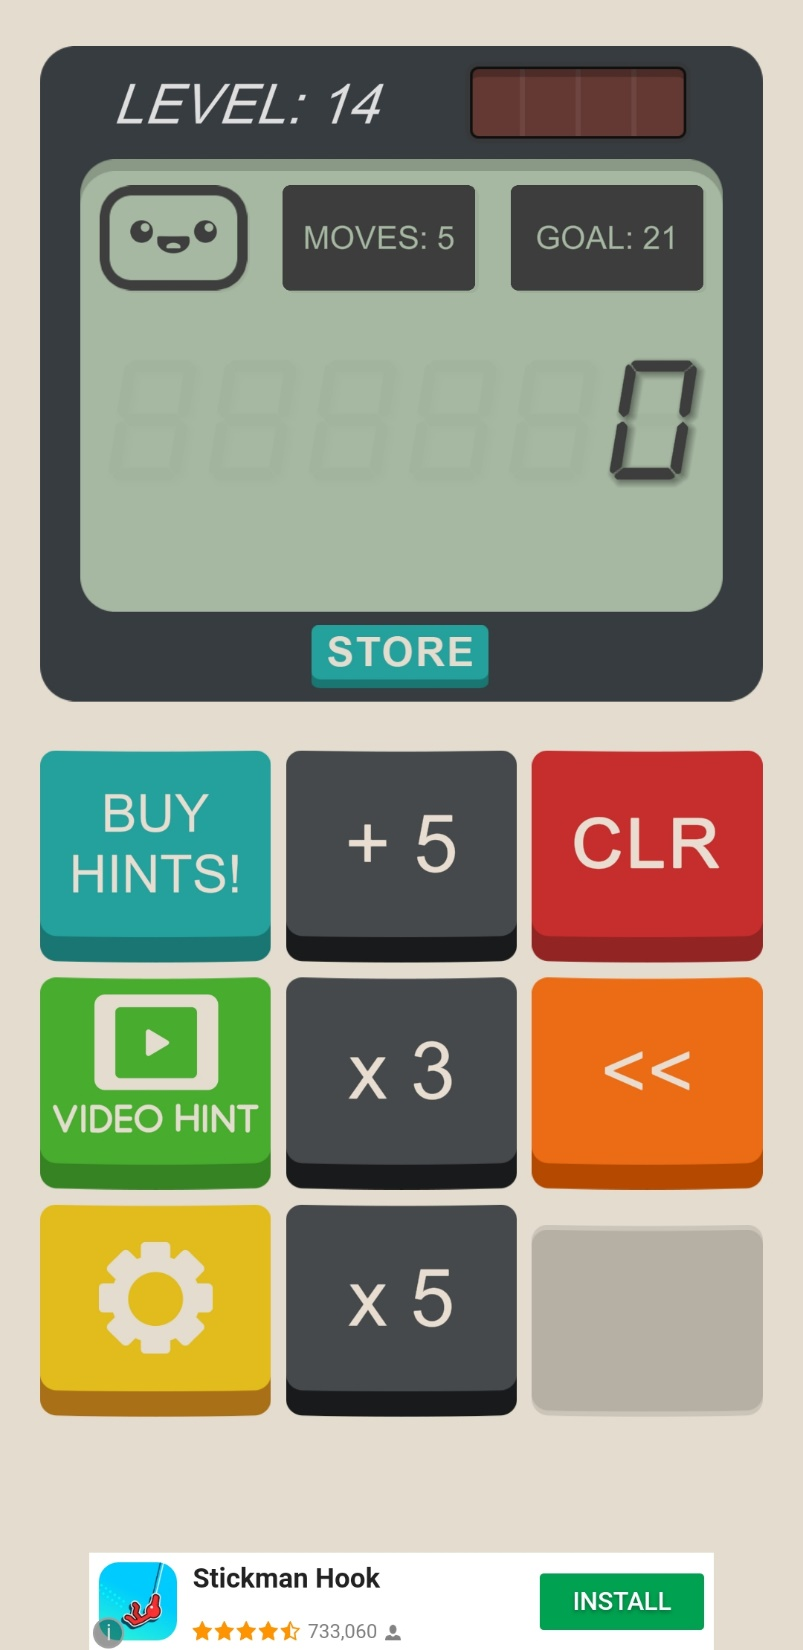 LEVEL: 14
MOVES: 5
GOAL: 21
0
STORE
BUY
HINTS!
+ 5
CLR
x 3
<<
VIDEO HINT
x 5
Stickman Hook
INSTALL
733,060
i